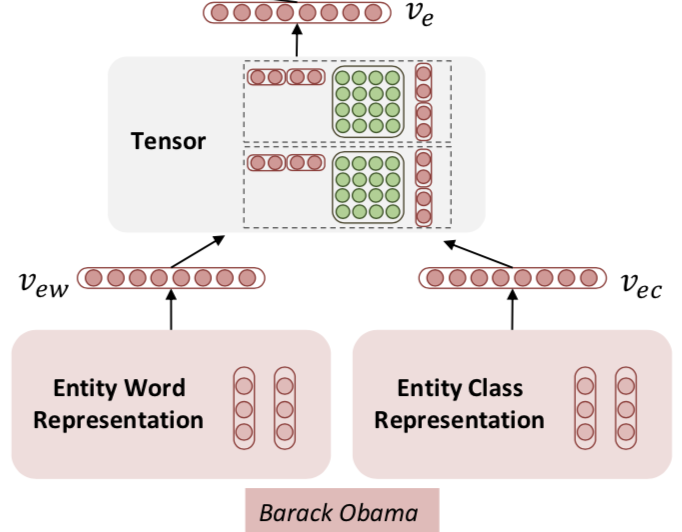 v_e
Tensor
v_ew
v_ec
Entity Word
Representation
Entity Class
Representation
Barack Obama